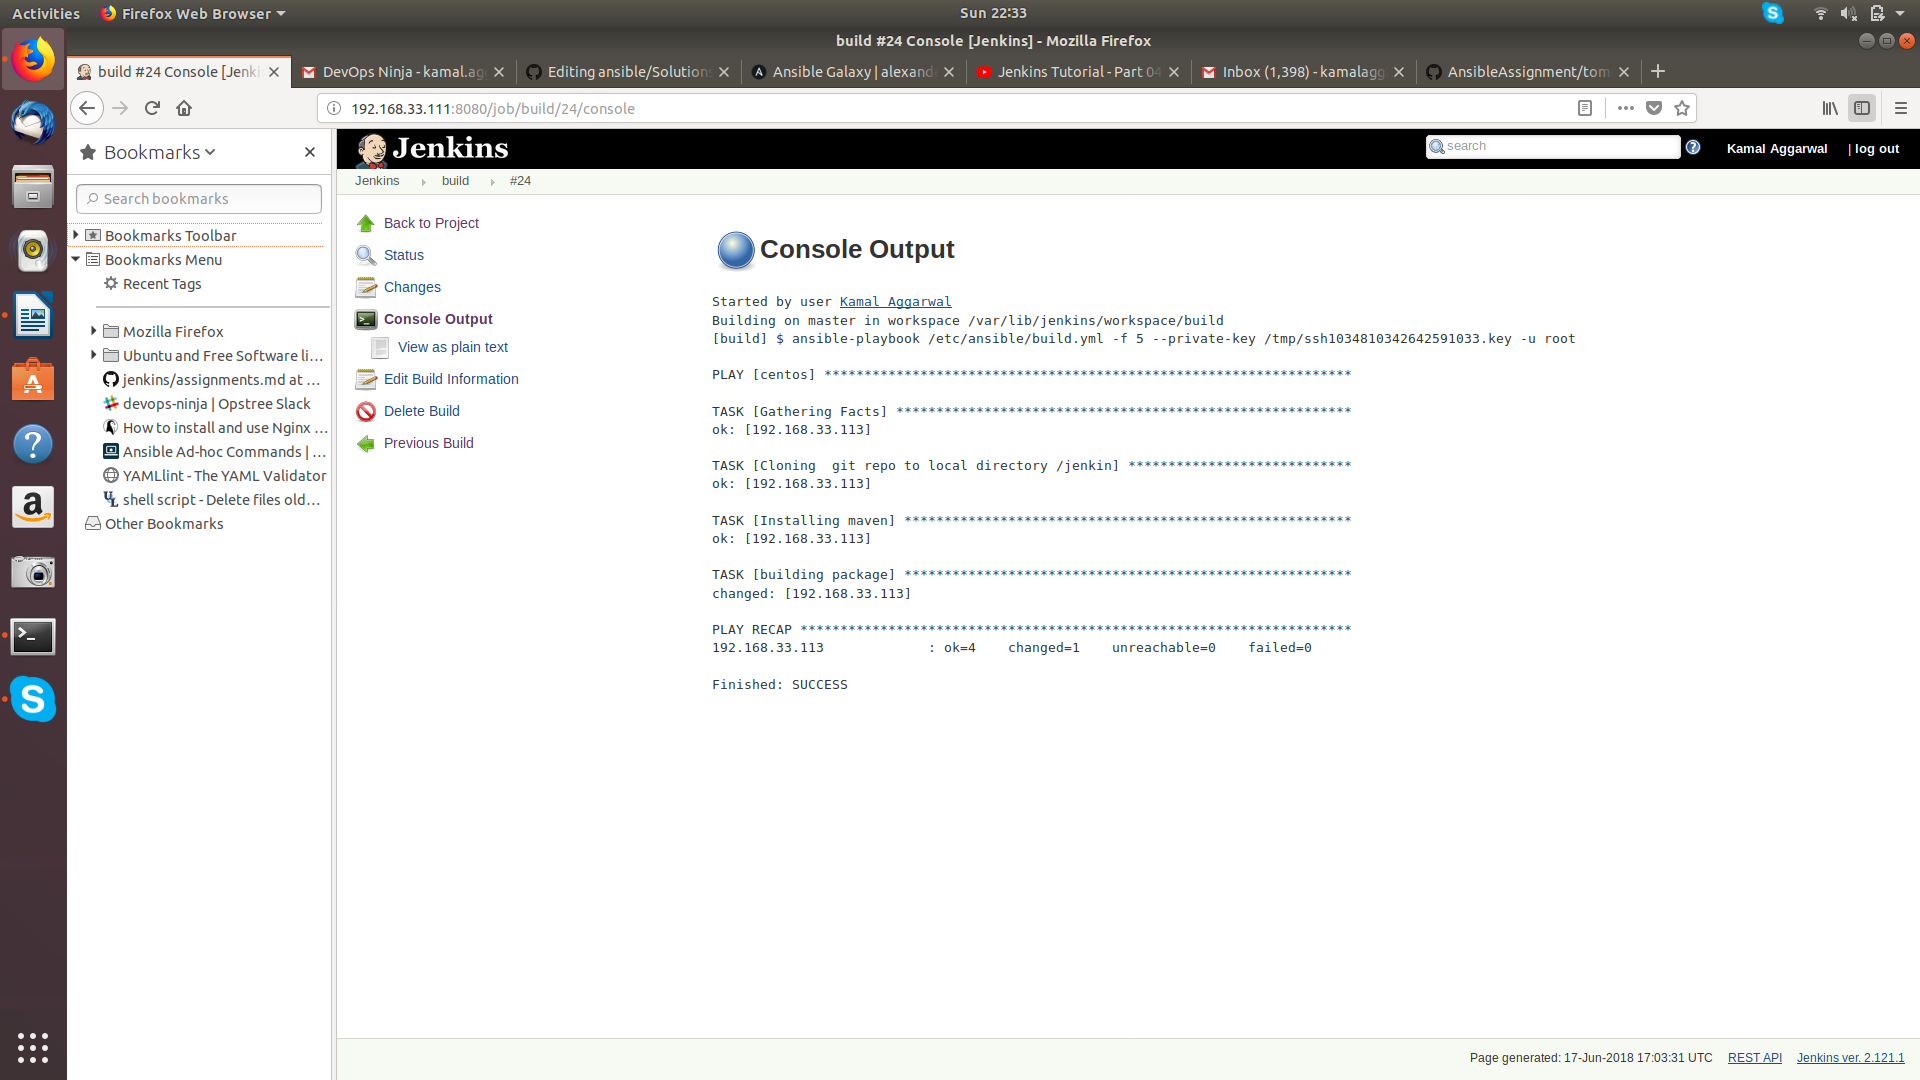 Activities
Firefox Web Browser
Sun 22:33
build #24 Console [Jenkins] - Mozilla Firefox
build #24 Console [Jenki
DevOps Ninja - kamal.ag
Editing ansible/Solution
Ansible Galaxy | alexand
Jenkins Tutorial - Part 04
Inbox (1,398) - kamalagg
AnsibleAssignment/tom
192.168.33.111:8080/job/build/24/console
Bookmarks
Search bookmarks
Bookmarks Toolbar
Bookmarks Menu
Recent Tags
Mozilla Firefox
Ubuntu and Free Software li...
jenkins/assignments.md at ...
devops-ninja | Opstree Slack
How to install and use Nginx ...
Ansible Ad-hoc Commands | ...
YAMLlint - The YAML Validator
shell script - Delete files old...
Other Bookmarks
Jenkins
search
Kamal Aggarwal
| log out
Jenkins
build
#24
Back to Project
Status
Changes
Console Output
View as plain text
Edit Build Information
Delete Build
Previous Build
Console Output
Started by user Kamal Aggarwal
Building on master in workspace /var/lib/jenkins/workspace/build
[build] $ ansible-playbook /etc/ansible/build.yml -f 5 --private-key /tmp/ssh1034810342642591033.key -u root
PLAY [centos] ******************************************************************
TASK [Gathering Facts] *********************************************************
ok: [192.168.33.113]
TASK [Cloning  git repo to local directory /jenkin] ****************************
ok: [192.168.33.113]
TASK [Installing maven] ********************************************************
ok: [192.168.33.113]
TASK [building package] ********************************************************
changed: [192.168.33.113]
PLAY RECAP *********************************************************************
192.168.33.113             : ok=4    changed=1    unreachable=0    failed=0
Finished: SUCCESS
Page generated: 17-Jun-2018 17:03:31 UTC
REST API
Jenkins ver. 2.121.1